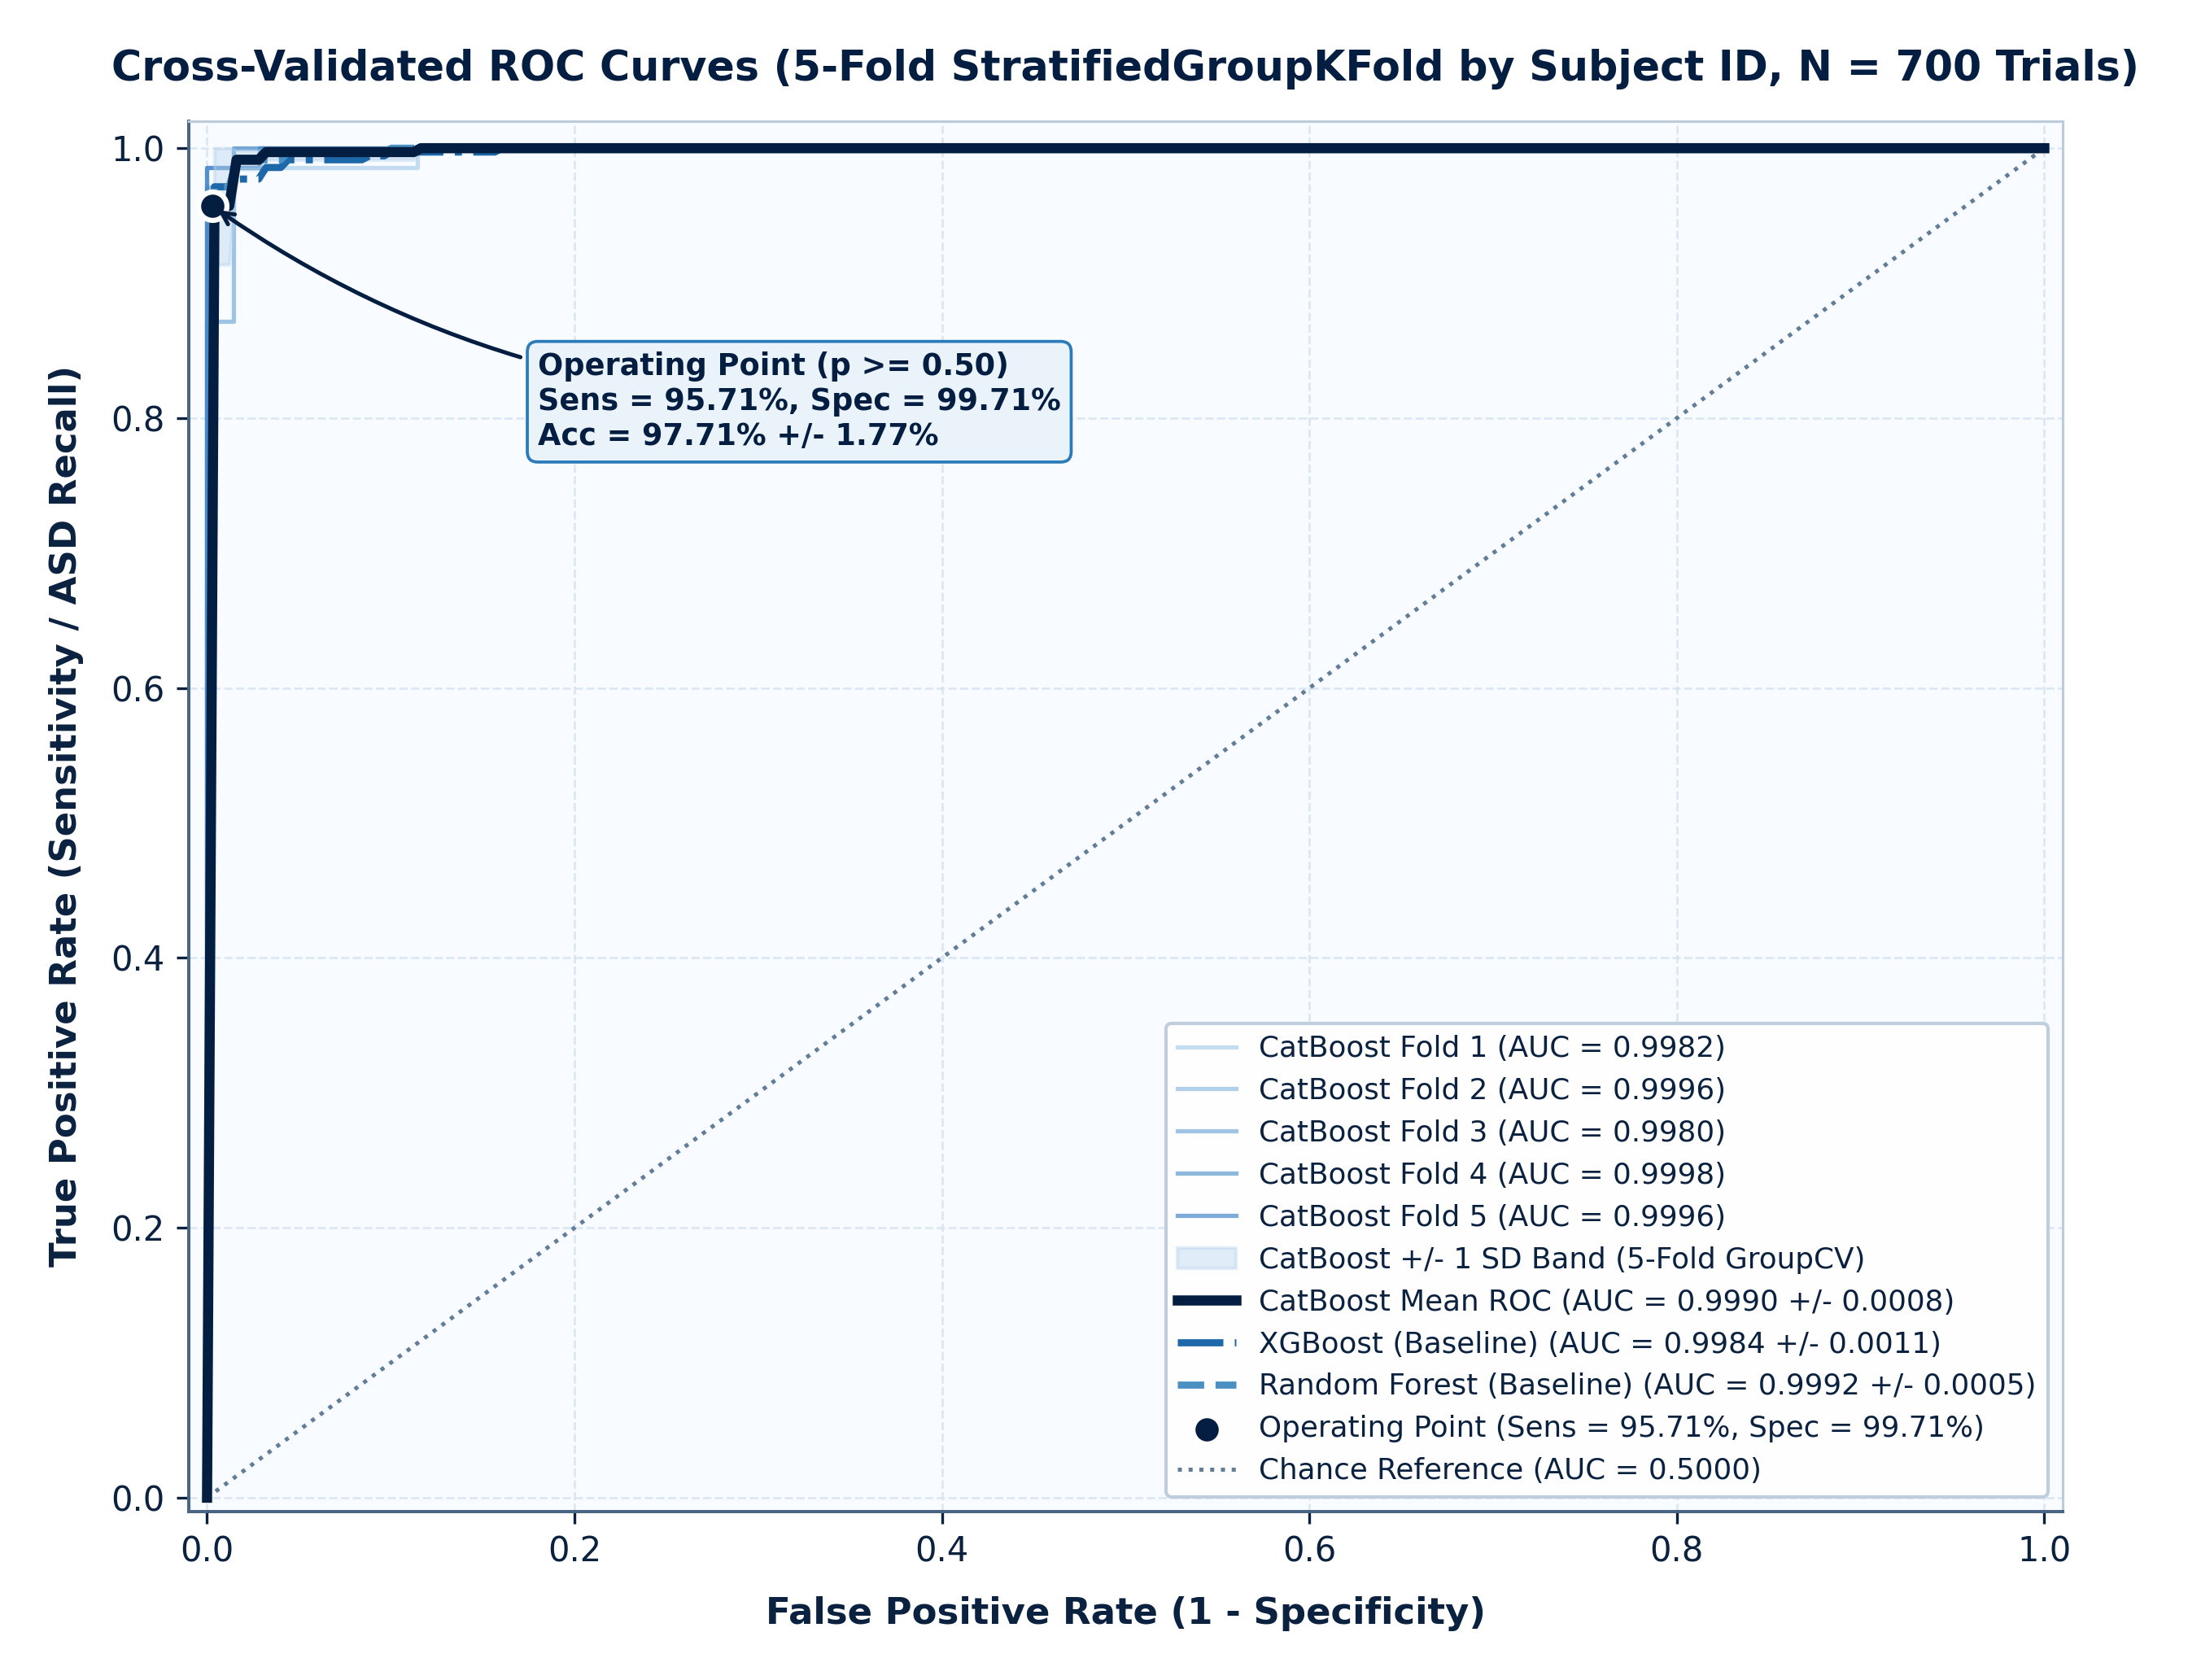 Cross-Validated ROC Curves (5-Fold StratifiedGroupKFold by Subject ID, N = 700 Trials)
True Positive Rate (Sensitivity / ASD Recall)
1.0
0.8
0.6
0.4
0.2
0.0
Operating Point (p >= 0.50)
Sens = 95.71%, Spec = 99.71%
Acc = 97.71% +/- 1.77%
CatBoost Fold 1 (AUC = 0.9982)
CatBoost Fold 2 (AUC = 0.9996)
CatBoost Fold 3 (AUC = 0.9980)
CatBoost Fold 4 (AUC = 0.9998)
CatBoost Fold 5 (AUC = 0.9996)
CatBoost +/- 1 SD Band (5-Fold GroupCV)
CatBoost Mean ROC (AUC = 0.9990 +/- 0.0008)
XGBoost (Baseline) (AUC = 0.9984 +/- 0.0011)
Random Forest (Baseline) (AUC = 0.9992 +/- 0.0005)
Operating Point (Sens = 95.71%, Spec = 99.71%)
Chance Reference (AUC = 0.5000)
0.0 0.2 0.4 0.6 0.8 1.0
False Positive Rate (1 - Specificity)